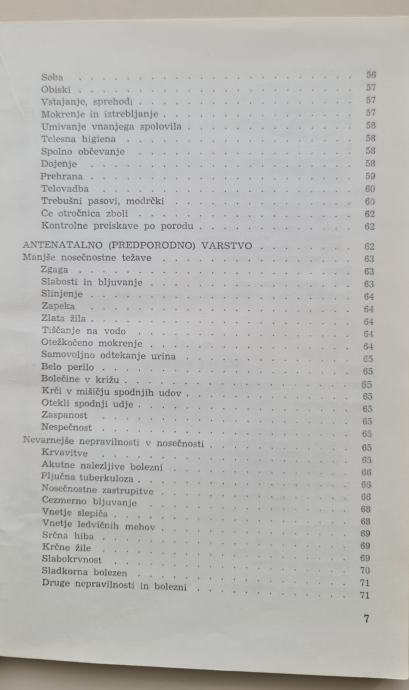 Soba . . . 56
Obiski . . . 57
Vstajanje, sprehodi . . . 57
Mokrenje in iztrebljanje . . . 57
Umivanje vnanjega spolovila . . . 58
Telesna higiena . . . 58
Spolno občevanje . . . 58
Dojenje . . . 58
Prehrana . . . 59
Telovadba . . . 60
Trebušni pasovi, modrčki . . . 60
Če otročnica zboli . . . 62
Kontrolne preiskave po porodu . . . 62
ANTENATALNO (PREDPORODNO) VARSTVO . . . 62
Manjše nosečnostne težave . . . 63
Zgaga . . . 63
Slabosti in bljuvanje . . . 63
Slinjenje . . . 64
Zapeka . . . 64
Zlata žila . . . 64
Tiščanje na vodo . . . 64
Otežkočeno mokrenje . . . 64
Samovoljno odtekanje urina . . . 65
Belo perilo . . . 65
Bolečine v križu . . . 65
Krči v mišičju spodnjih udov . . . 65
Otekli spodnji udje . . . 65
Zaspanost . . . 65
Nespečnost . . . 65
Nevarnejše nepravilnosti v nosečnosti . . . 65
Krvavitve . . . 65
Akutne nalezljive bolezni . . . 66
Pljučna tuberkuloza . . . 66
Nosečnostne zastrupitve . . . 66
Čezmerno bljuvanje . . . 68
Vnetje slepiča . . . 68
Vnetje ledvičnih mehov . . . 69
Srčna hiba . . . 69
Krčne žile . . . 69
Slabokrvnost . . . 70
Sladkorna bolezen . . . 71
Druge nepravilnosti in bolezni . . . 71
7